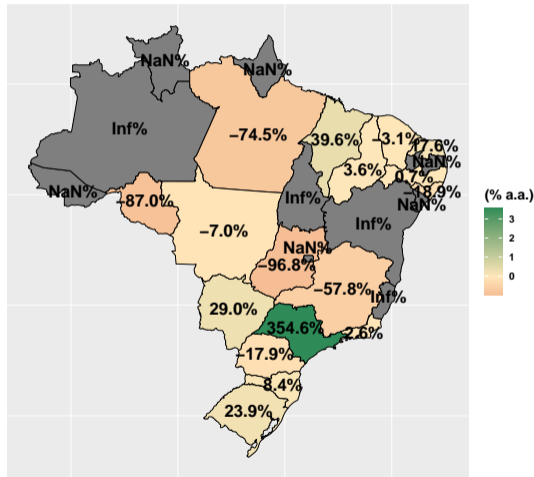 NaN%
NaN%
Inf%
−74.5%
39.6%
−3.1%
17.6%
NaN%
3.6%
0.7%
−18.9%
NaN%
NaN%
−87.0%
Inf%
Inf%
−7.0%
NaN%
−96.8%
−57.8%
Inf%
29.0%
354.6%
2.6%
−17.9%
8.4%
23.9%
(% a.a.)
3
2
1
0